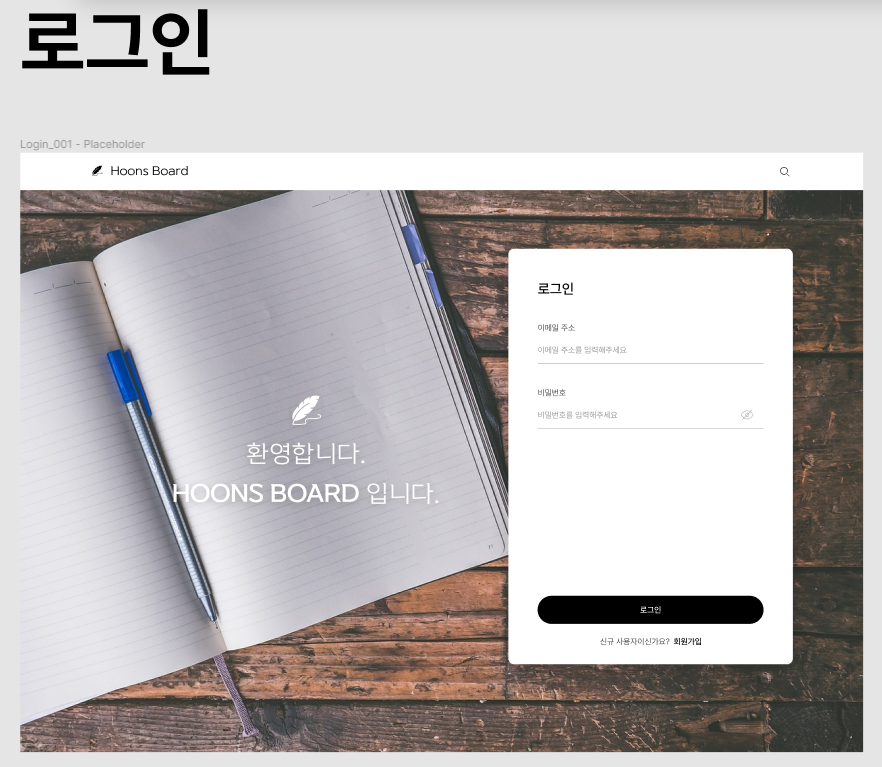 로그인
Login_001 - Placeholder
Hoons Board
환영합니다.
HOONS BOARD 입니다.
로그인
이메일 주소
이메일 주소를 입력해주세요
비밀번호
비밀번호를 입력해주세요
로그인
신규 사용자이신가요? 회원가입